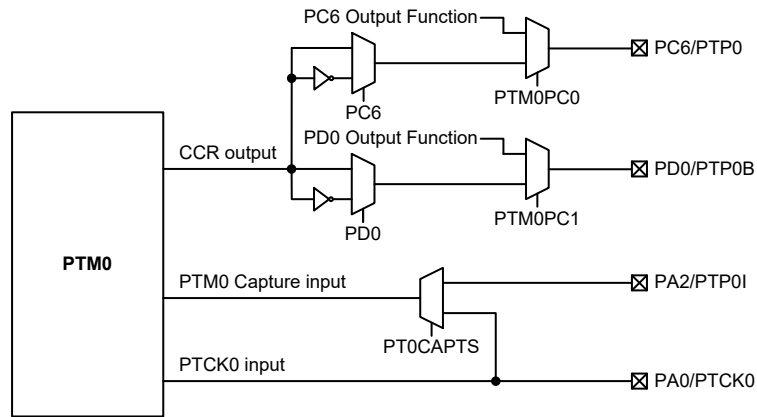 PC6 Output Function
PC6/PTP0
PC6
PTM0PC0
PD0 Output Function
CCR output
PD0/PTP0B
PD0
PTM0PC1
PTM0
PTM0 Capture input
PA2/PTP0I
PT0CAPTS
PTCK0 input
PA0/PTCK0